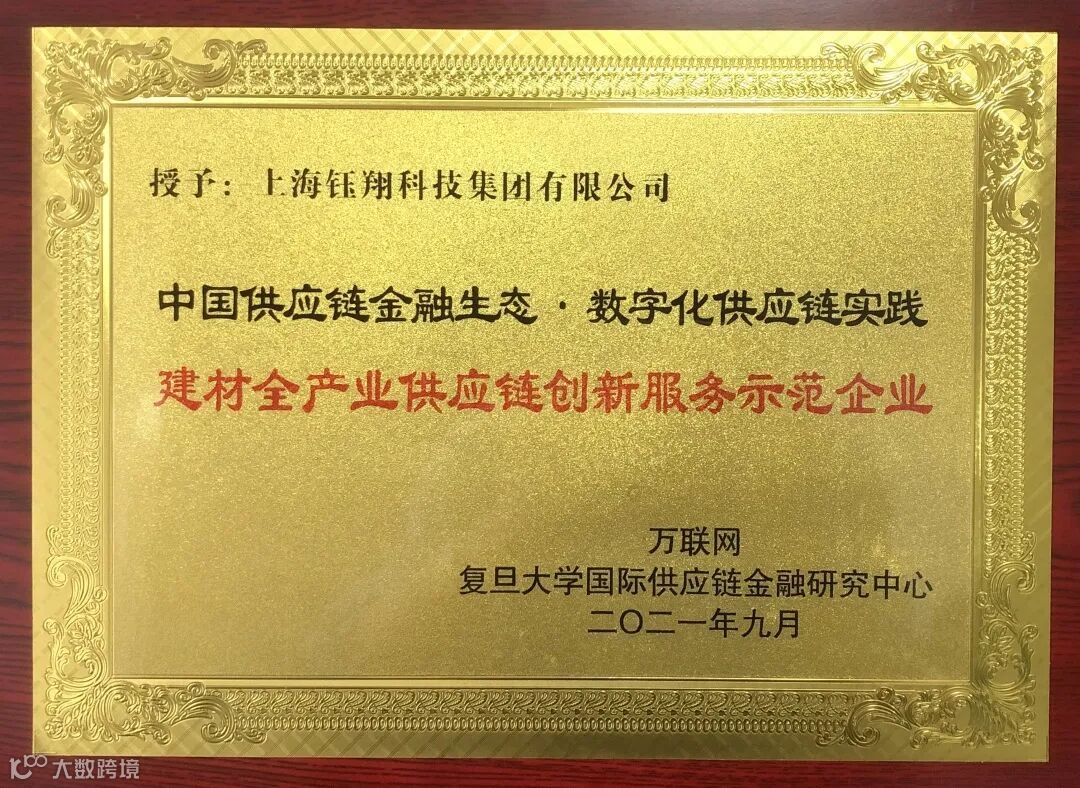 授予：上海钰翔科技集团有限公司
中国供应链金融生态·数字化供应链实践
建材全产业供应链创新服务示范企业
万联网
复旦大学国际供应链金融研究中心
二〇二一年九月
大数跨境